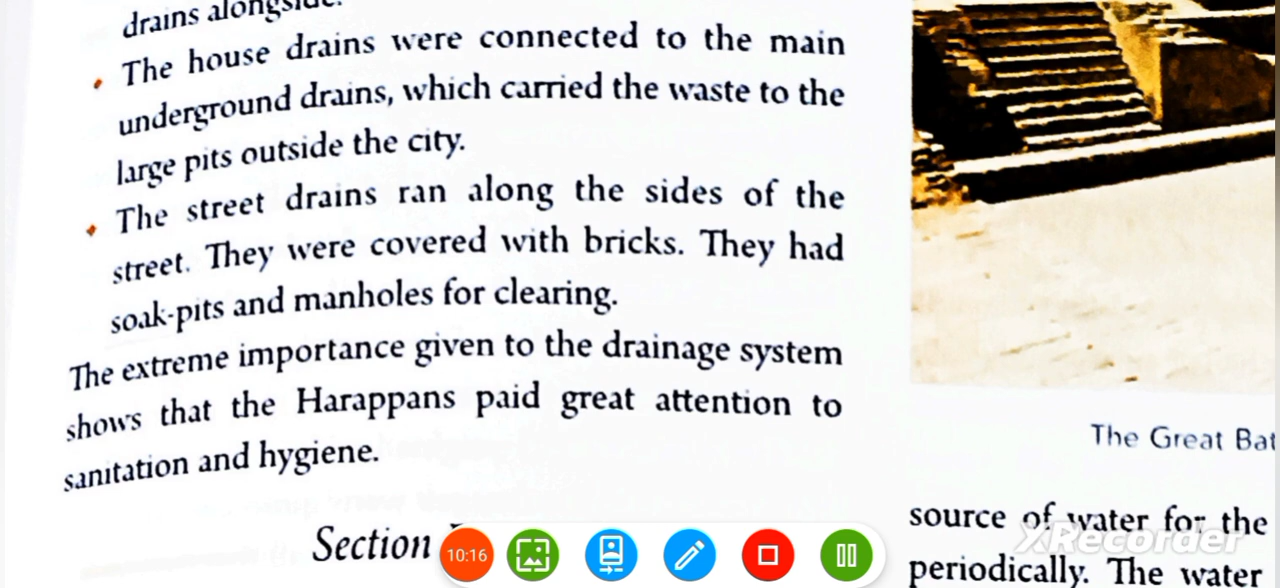 drains alongside.
• The house drains were connected to the main
underground drains, which carried the waste to the
large pits outside the city.
• The street drains ran along the sides of the
street. They were covered with bricks. They had
soak-pits and manholes for clearing.
The extreme importance given to the drainage system
shows that the Harappans paid great attention to
sanitation and hygiene.
Section
10:16
The Great Bat
source of water for the
periodically. The water
XRecorder